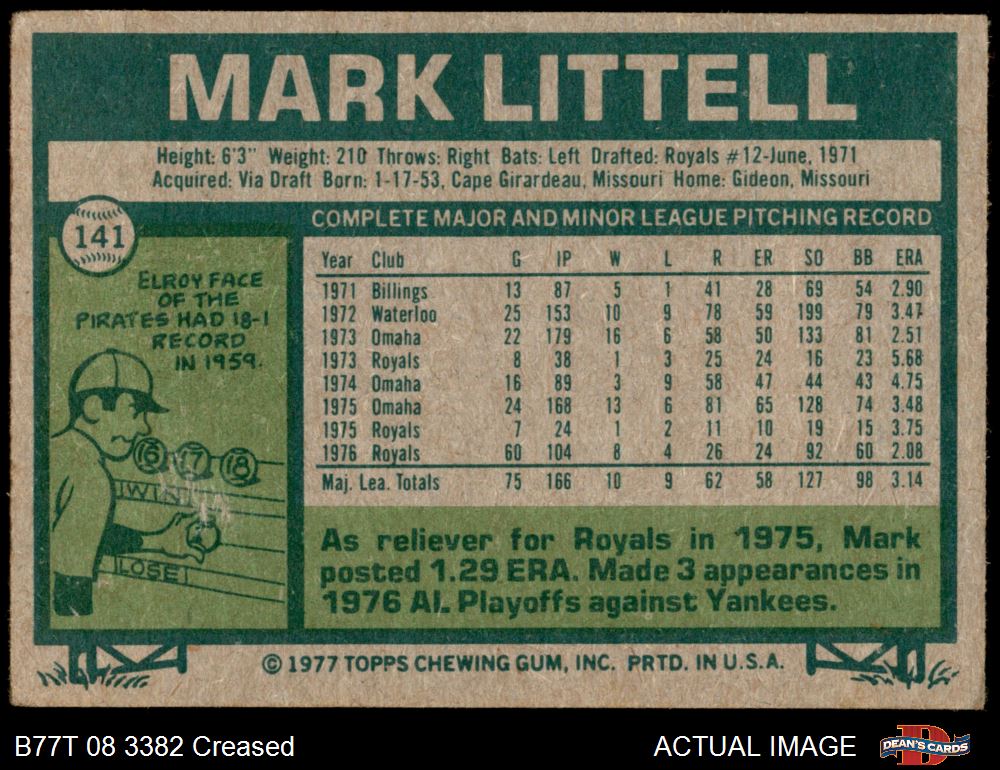 MARK LITTELL
Height: 6'3" Weight: 210 Throws: Right Bats: Left Drafted: Royals #12-June, 1971
Acquired: Via Draft Born: 1-17-53, Cape Girardeau, Missouri Home: Gideon, Missouri
141
ELROY FACE
OF THE
PIRATES HAD 18-1
RECORD
IN 1959.
16 17 18
WIN
1
LOSE
COMPLETE MAJOR AND MINOR LEAGUE PITCHING RECORD
Year Club G IP W L R ER SO BB ERA
1971 Billings 13 87 5 1 41 28 69 54 2.90
1972 Waterloo 25 153 10 9 78 59 199 79 3.47
1973 Omaha 22 179 16 6 58 50 133 81 2.51
1973 Royals 8 38 1 3 25 24 16 23 5.68
1974 Omaha 16 89 3 9 58 47 44 43 4.75
1975 Omaha 24 168 13 6 81 65 128 74 3.48
1975 Royals 7 24 1 2 11 10 19 15 3.75
1976 Royals 60 104 8 4 26 24 92 60 2.08
Maj. Lea. Totals 75 166 10 9 62 58 127 98 3.14
As reliever for Royals in 1975, Mark
posted 1.29 ERA. Made 3 appearances in
1976 AL Playoffs against Yankees.
© 1977 TOPPS CHEWING GUM, INC. PRTD. IN U.S.A.
B77T 08 3382 Creased
ACTUAL IMAGE
DEAN'S CARDS